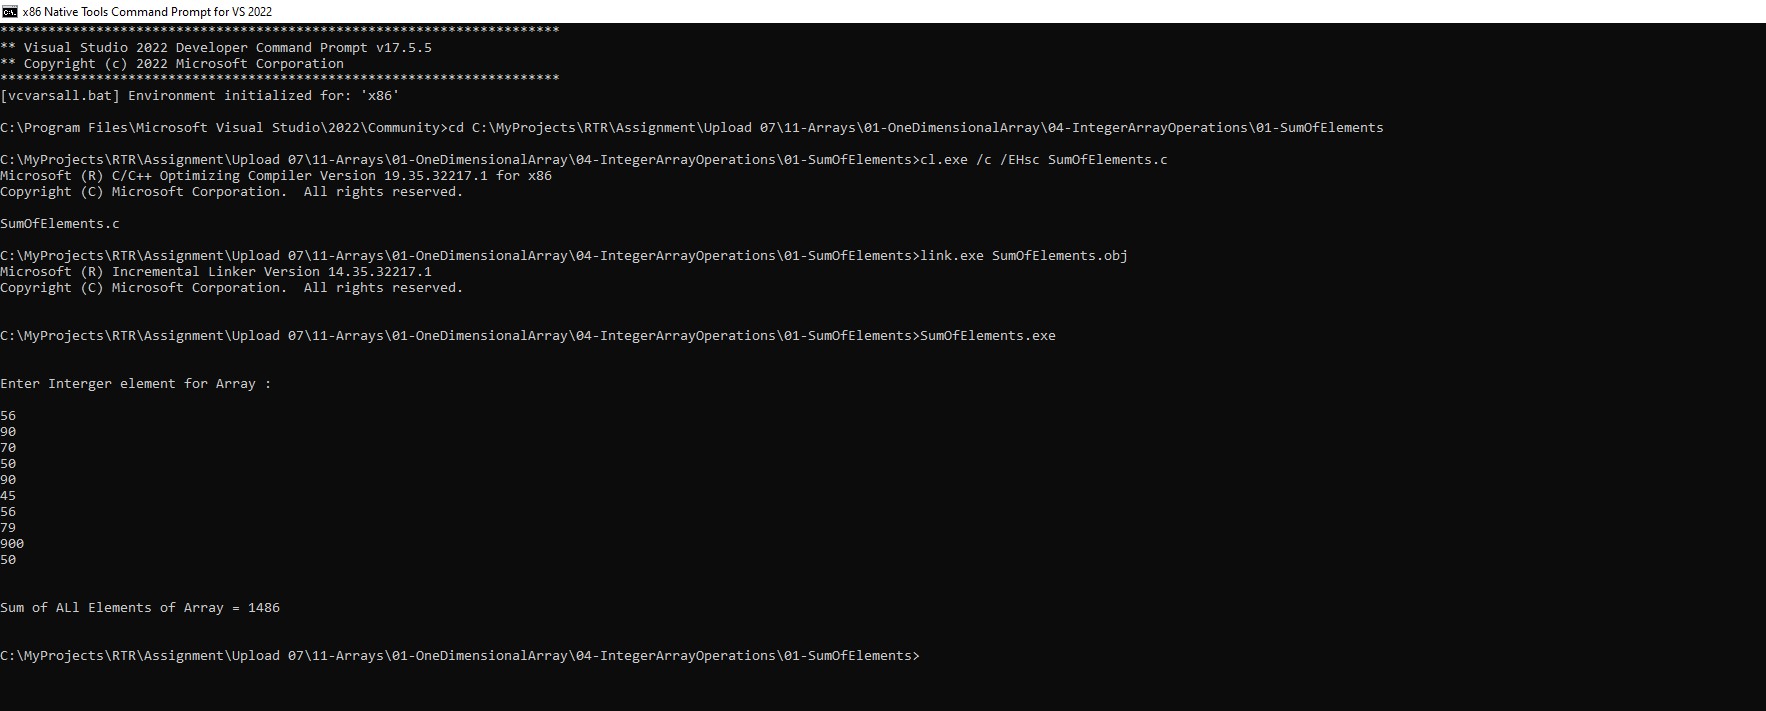 x86 Native Tools Command Prompt for VS 2022
**********************************************************************
** Visual Studio 2022 Developer Command Prompt v17.5.5
** Copyright (c) 2022 Microsoft Corporation
**********************************************************************
[vcvarsall.bat] Environment initialized for: 'x86'
C:\Program Files\Microsoft Visual Studio\2022\Community>cd C:\MyProjects\RTR\Assignment\Upload 07\11-Arrays\01-OneDimensionalArray\04-IntegerArrayOperations\01-SumOfElements
C:\MyProjects\RTR\Assignment\Upload 07\11-Arrays\01-OneDimensionalArray\04-IntegerArrayOperations\01-SumOfElements>cl.exe /c /EHsc SumOfElements.c
Microsoft (R) C/C++ Optimizing Compiler Version 19.35.32217.1 for x86
Copyright (C) Microsoft Corporation.  All rights reserved.
SumOfElements.c
C:\MyProjects\RTR\Assignment\Upload 07\11-Arrays\01-OneDimensionalArray\04-IntegerArrayOperations\01-SumOfElements>link.exe SumOfElements.obj
Microsoft (R) Incremental Linker Version 14.35.32217.1
Copyright (C) Microsoft Corporation.  All rights reserved.
C:\MyProjects\RTR\Assignment\Upload 07\11-Arrays\01-OneDimensionalArray\04-IntegerArrayOperations\01-SumOfElements>SumOfElements.exe
Enter Interger element for Array :
56
90
70
50
90
45
56
79
900
50
Sum of ALl Elements of Array = 1486
C:\MyProjects\RTR\Assignment\Upload 07\11-Arrays\01-OneDimensionalArray\04-IntegerArrayOperations\01-SumOfElements>